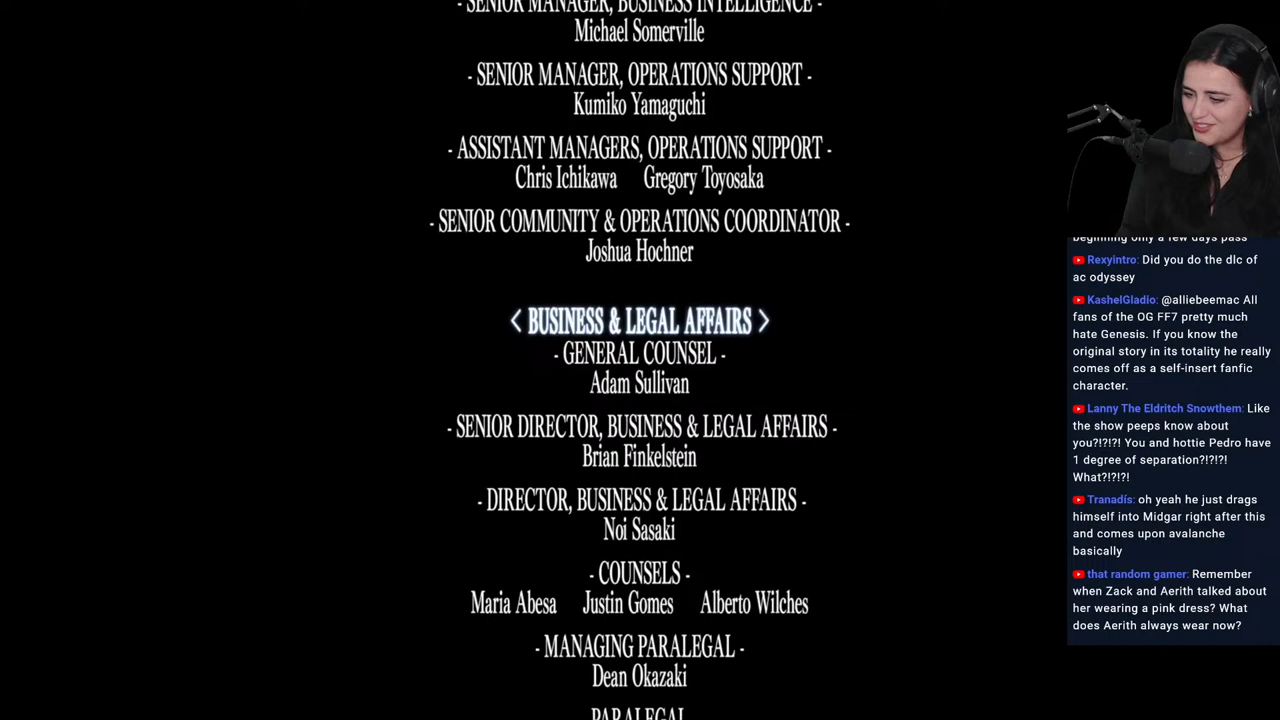 - SENIOR MANAGER, BUSINESS INTELLIGENCE -
Michael Somerville
- SENIOR MANAGER, OPERATIONS SUPPORT -
Kumiko Yamaguchi
- ASSISTANT MANAGERS, OPERATIONS SUPPORT -
Chris Ichikawa Gregory Toyosaka
- SENIOR COMMUNITY & OPERATIONS COORDINATOR -
Joshua Hochner
< BUSINESS & LEGAL AFFAIRS >
- GENERAL COUNSEL -
Adam Sullivan
- SENIOR DIRECTOR, BUSINESS & LEGAL AFFAIRS -
Brian Finkelstein
- DIRECTOR, BUSINESS & LEGAL AFFAIRS -
Noi Sasaki
- COUNSELS -
Maria Abesa Justin Gomes Alberto Wilches
- MANAGING PARALEGAL -
Dean Okazaki
PARALEGAL
beginning only a few days pass
Rexyintro: Did you do the dlc of
ac odyssey
KashelGladio: @alliebeemac All
fans of the OG FF7 pretty much
hate Genesis. If you know the
original story in its totality he really
comes off as a self-insert fanfic
character.
Lanny The Eldritch Snowthem: Like
the show peeps know about
you?!?!?! You and hottie Pedro have
1 degree of separation?!?!?!
What?!?!?!
Tranadís: oh yeah he just drags
himself into Midgar right after this
and comes upon avalanche
basically
that random gamer: Remember
when Zack and Aerith talked about
her wearing a pink dress? What
does Aerith always wear now?